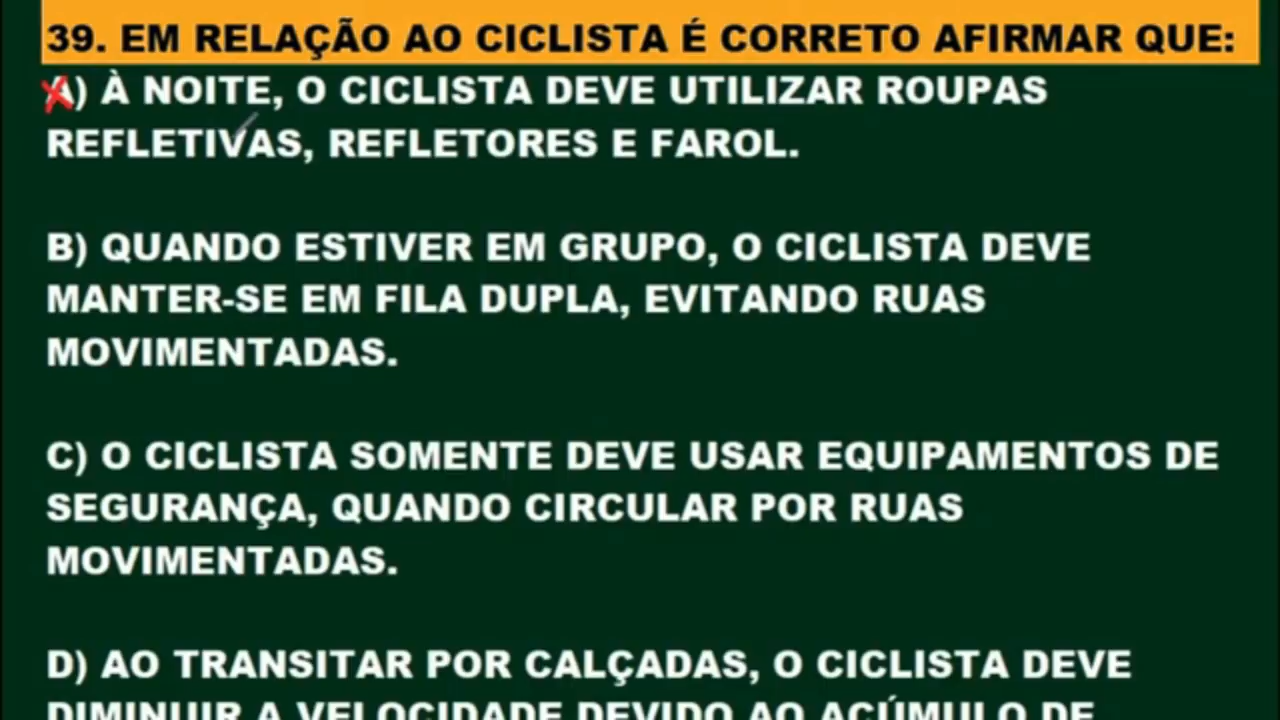 39. EM RELAÇÃO AO CICLISTA É CORRETO AFIRMAR QUE:
A) À NOITE, O CICLISTA DEVE UTILIZAR ROUPAS
REFLETIVAS, REFLETORES E FAROL.
B) QUANDO ESTIVER EM GRUPO, O CICLISTA DEVE
MANTER-SE EM FILA DUPLA, EVITANDO RUAS
MOVIMENTADAS.
C) O CICLISTA SOMENTE DEVE USAR EQUIPAMENTOS DE
SEGURANÇA, QUANDO CIRCULAR POR RUAS
MOVIMENTADAS.
D) AO TRANSITAR POR CALÇADAS, O CICLISTA DEVE
DIMINUIR A VELOCIDADE DEVIDO AO ACÚMULO DE